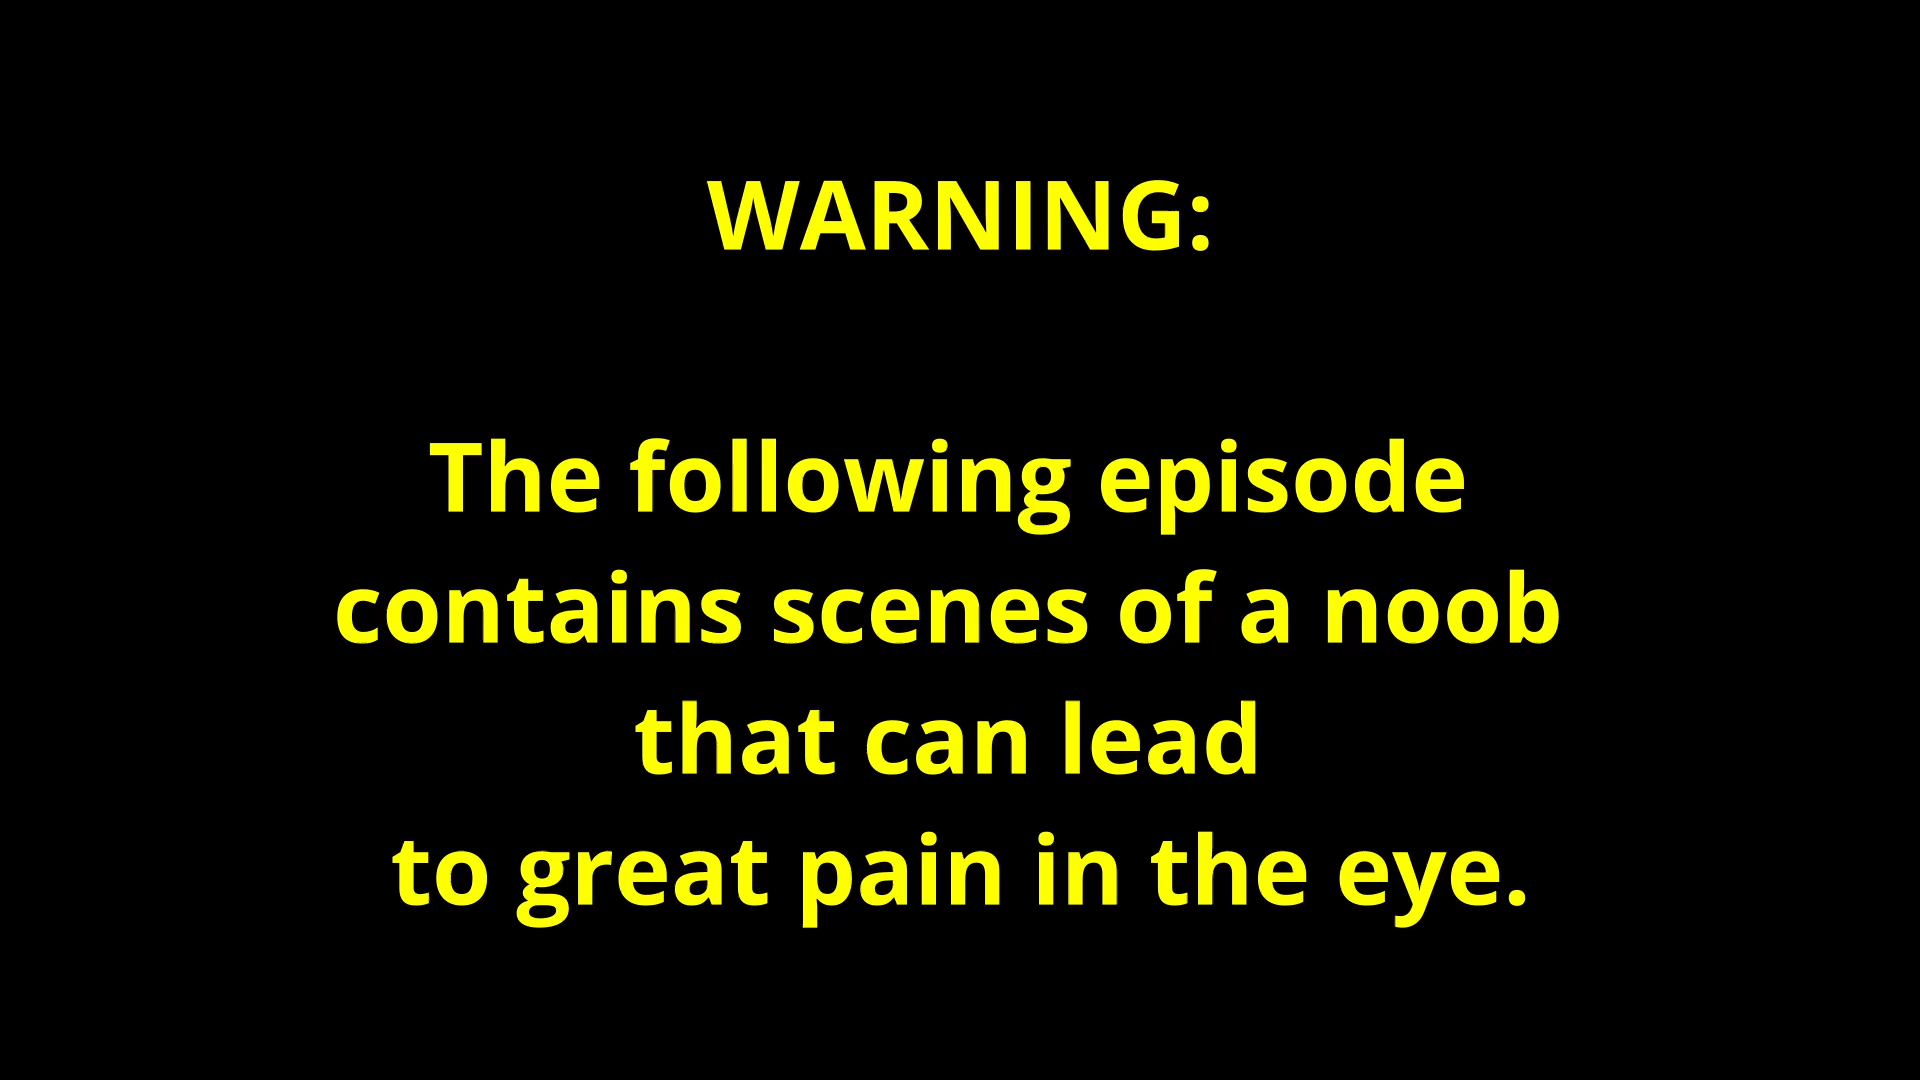 WARNING:
The following episode
contains scenes of a noob
that can lead
to great pain in the eye.